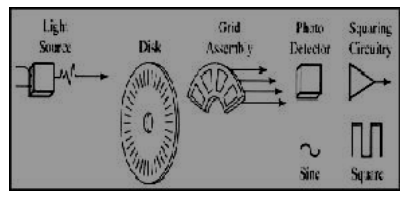 Light
Source
Disk
Grid
Assembly
Photo
Detector
Squaring
Circuitry
Sine
Square